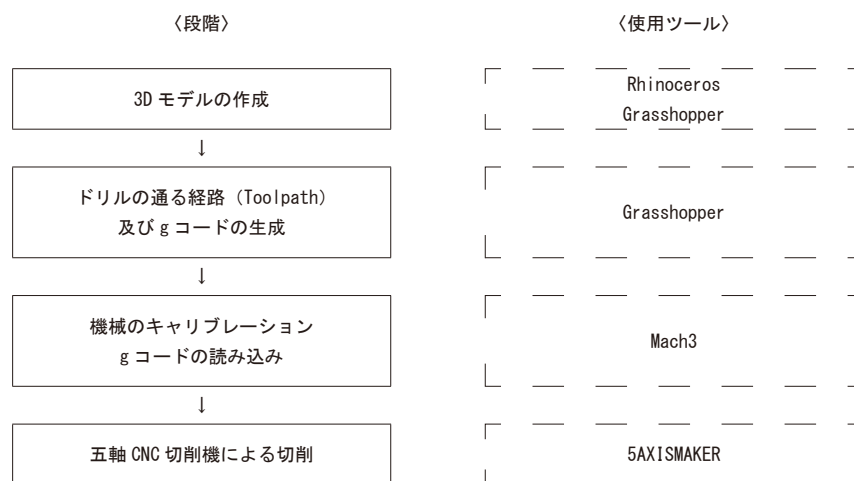 〈段階〉
〈使用ツール〉
3D モデルの作成
Rhinoceros
Grasshopper
↓
ドリルの通る経路（Toolpath）
及び g コードの生成
Grasshopper
↓
機械のキャリブレーション
g コードの読み込み
Mach3
↓
五軸 CNC 切削機による切削
5AXISMAKER